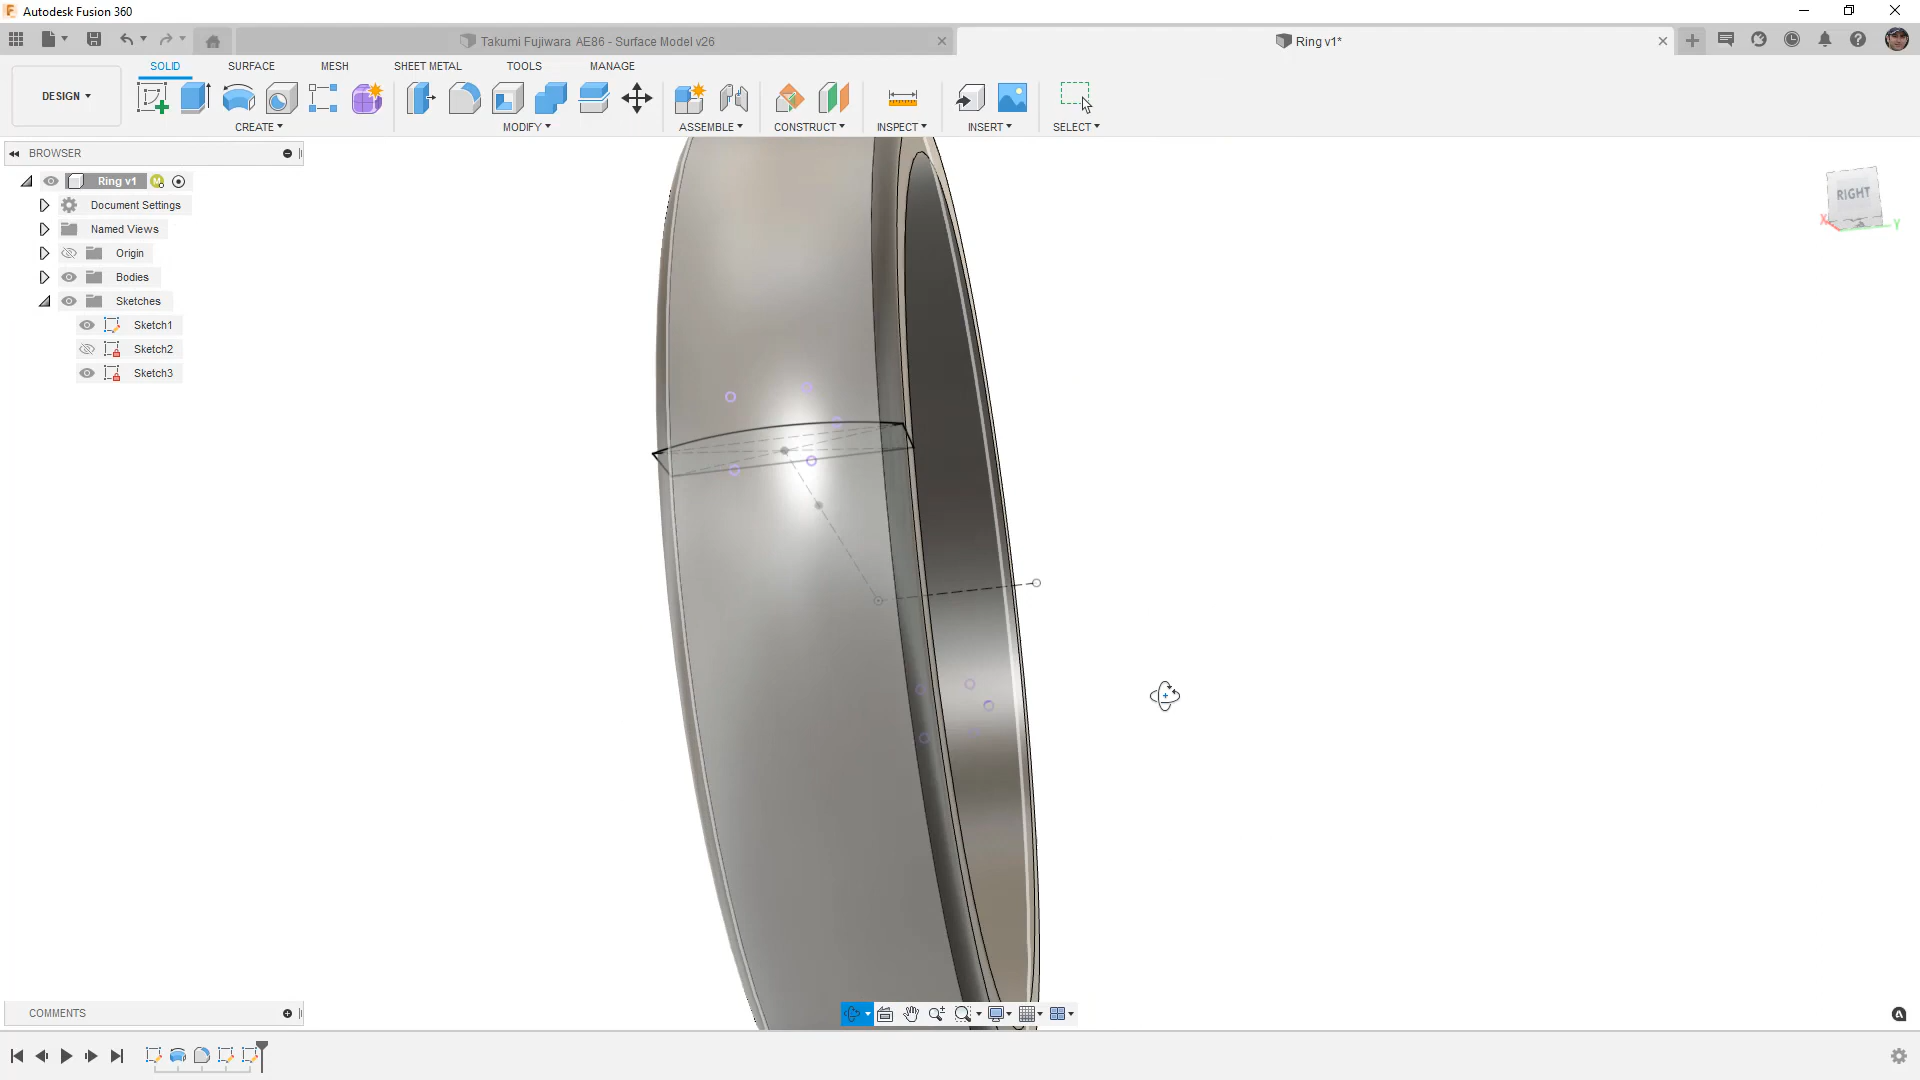 Autodesk Fusion 360
Takumi Fujiwara AE86 - Surface Model v26
Ring v1*
DESIGN
SOLID SURFACE MESH SHEET METAL TOOLS MANAGE
CREATE MODIFY ASSEMBLE CONSTRUCT INSPECT INSERT SELECT
BROWSER
Ring v1
Document Settings
Named Views
Origin
Bodies
Sketches
Sketch1
Sketch2
Sketch3
RIGHT
X Y
COMMENTS